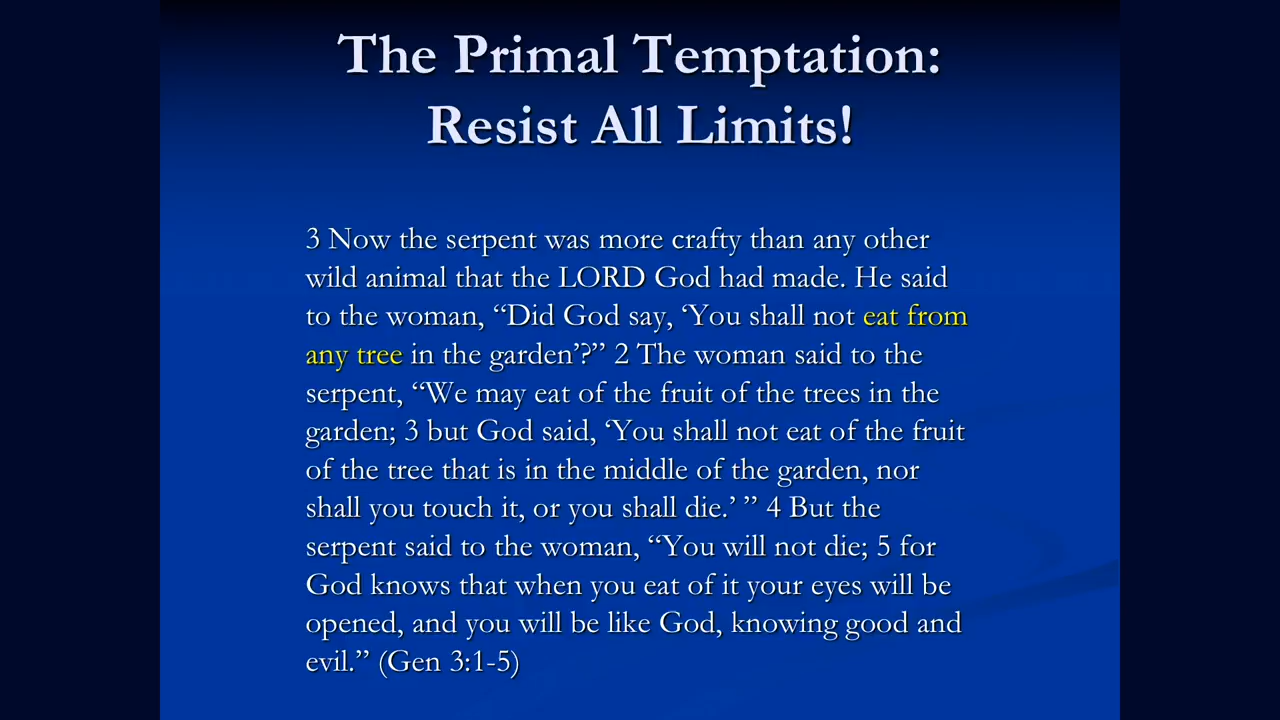 The Primal Temptation:
Resist All Limits!
3 Now the serpent was more crafty than any other
wild animal that the LORD God had made. He said
to the woman, “Did God say, ‘You shall not eat from
any tree in the garden’?” 2 The woman said to the
serpent, “We may eat of the fruit of the trees in the
garden; 3 but God said, ‘You shall not eat of the fruit
of the tree that is in the middle of the garden, nor
shall you touch it, or you shall die.’ ” 4 But the
serpent said to the woman, “You will not die; 5 for
God knows that when you eat of it your eyes will be
opened, and you will be like God, knowing good and
evil.” (Gen 3:1-5)